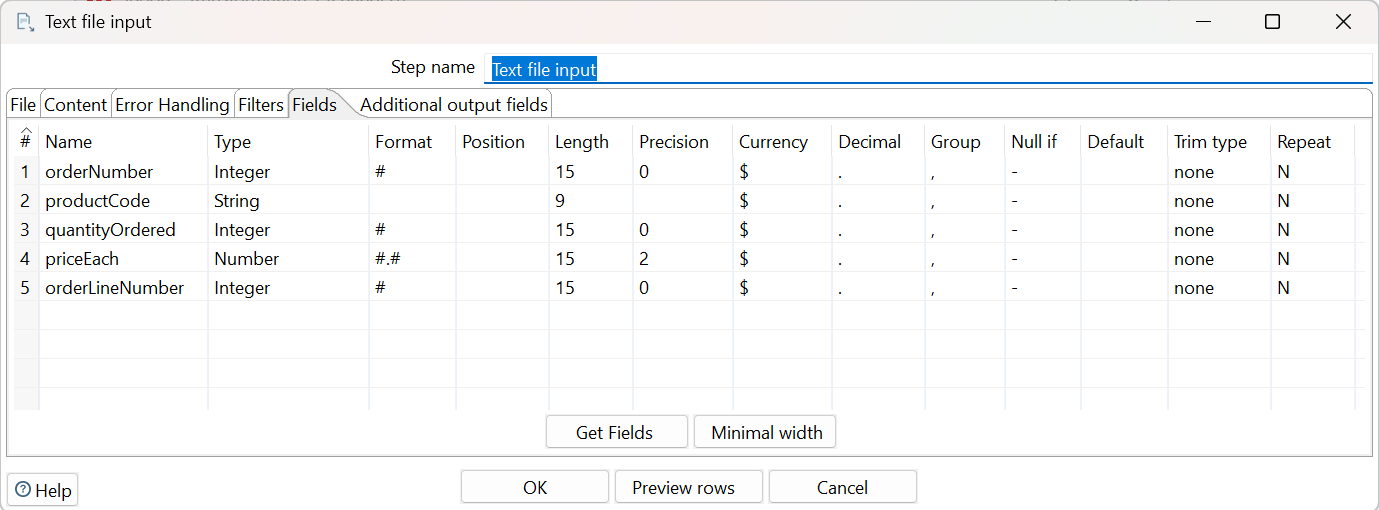 Text file input
Step name Text file input
File Content Error Handling Filters Fields Additional output fields
# Name Type Format Position Length Precision Currency Decimal Group Null if Default Trim type Repeat
1 orderNumber Integer # 15 0 $ . , - none N
2 productCode String 9 $ . , - none N
3 quantityOrdered Integer # 15 0 $ . , - none N
4 priceEach Number #.# 15 2 $ . , - none N
5 orderLineNumber Integer # 15 0 $ . , - none N
Get Fields Minimal width
Help OK Preview rows Cancel